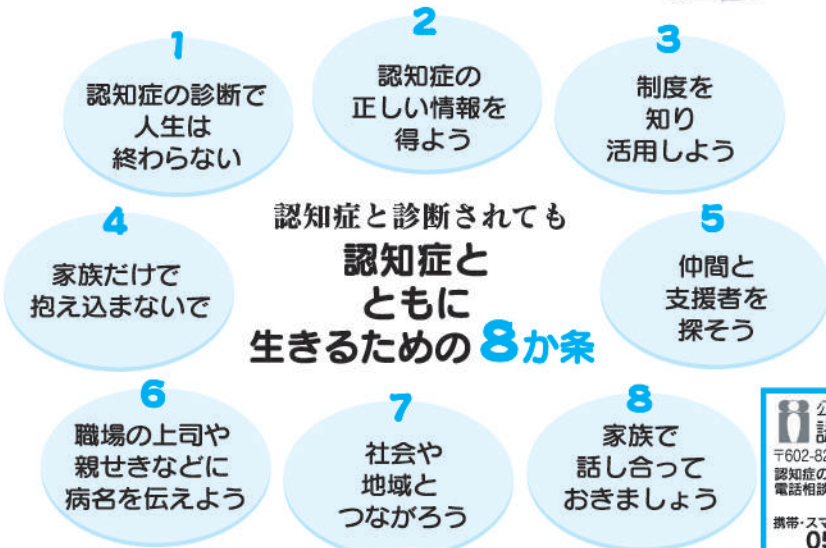 1
認知症の診断で
人生は
終わらない
2
認知症の
正しい情報を
得よう
3
制度を
知り
活用しよう
認知症と診断されても
認知症と
ともに
生きるための8か条
4
家族だけで
抱え込まないで
5
仲間と
支援者を
探そう
6
職場の上司や
親せきなどに
病名を伝えよう
7
社会や
地域と
つながろう
8
家族で
話し合って
おきましょう
〒602-82
認知症の
電話相談
携帯・スマ
05